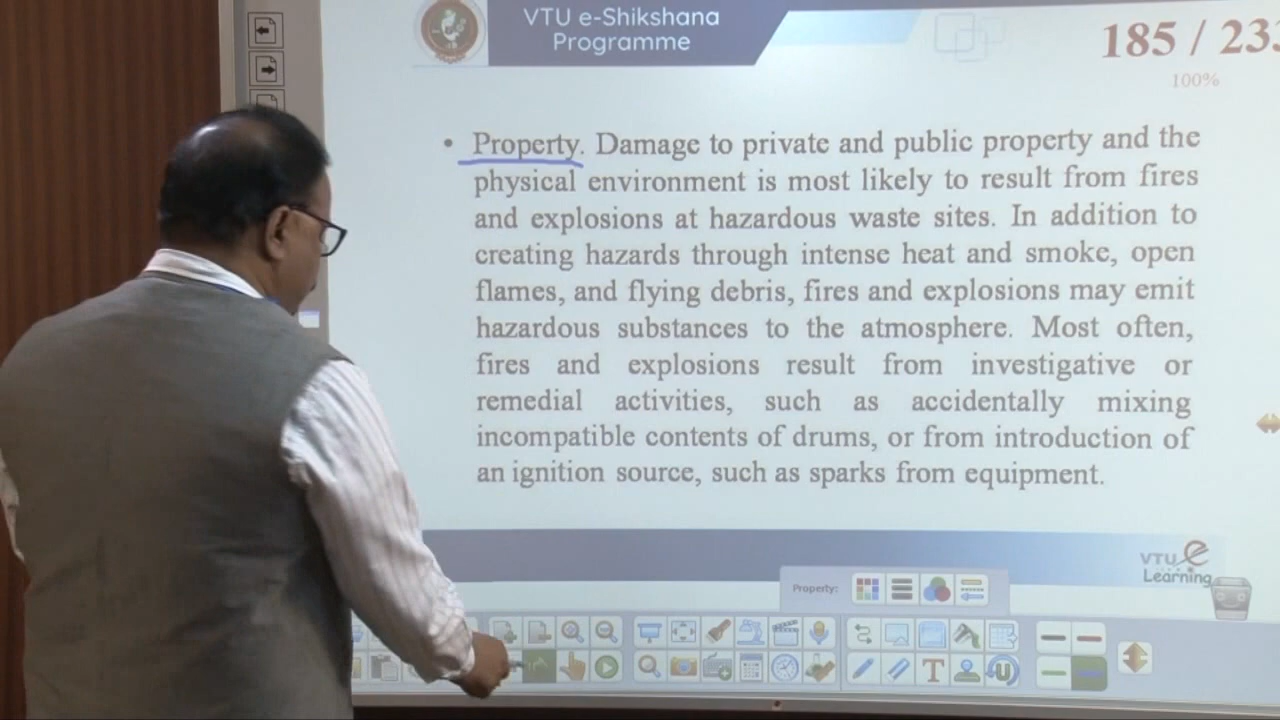 VTU e-Shikshana
Programme
185 / 233
100%
• Property. Damage to private and public property and the
physical environment is most likely to result from fires
and explosions at hazardous waste sites. In addition to
creating hazards through intense heat and smoke, open
flames, and flying debris, fires and explosions may emit
hazardous substances to the atmosphere. Most often,
fires and explosions result from investigative or
remedial activities, such as accidentally mixing
incompatible contents of drums, or from introduction of
an ignition source, such as sparks from equipment.
VTU e
Learning
Property:
T